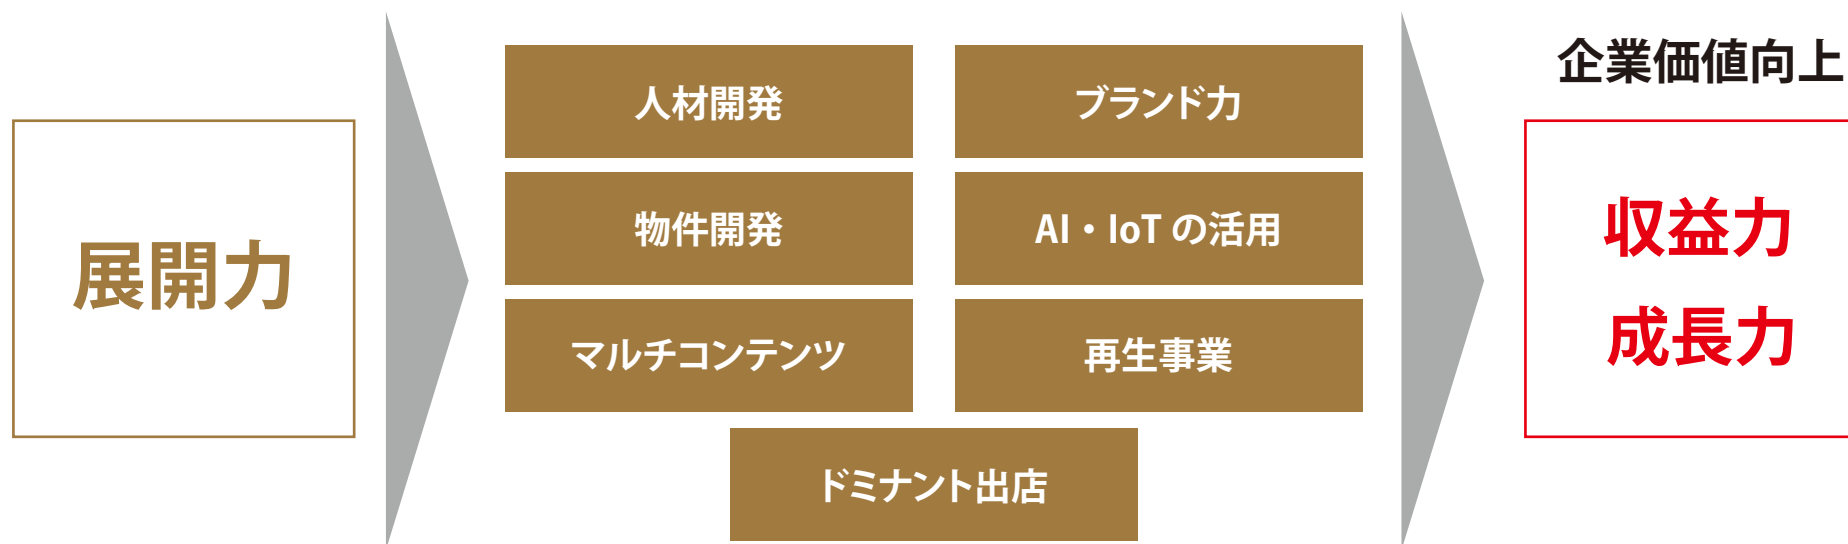 展開力
人材開発
ブランド力
物件開発
AI・IoT の活用
マルチコンテンツ
再生事業
ドミナント出店
企業価値向上
収益力
成長力